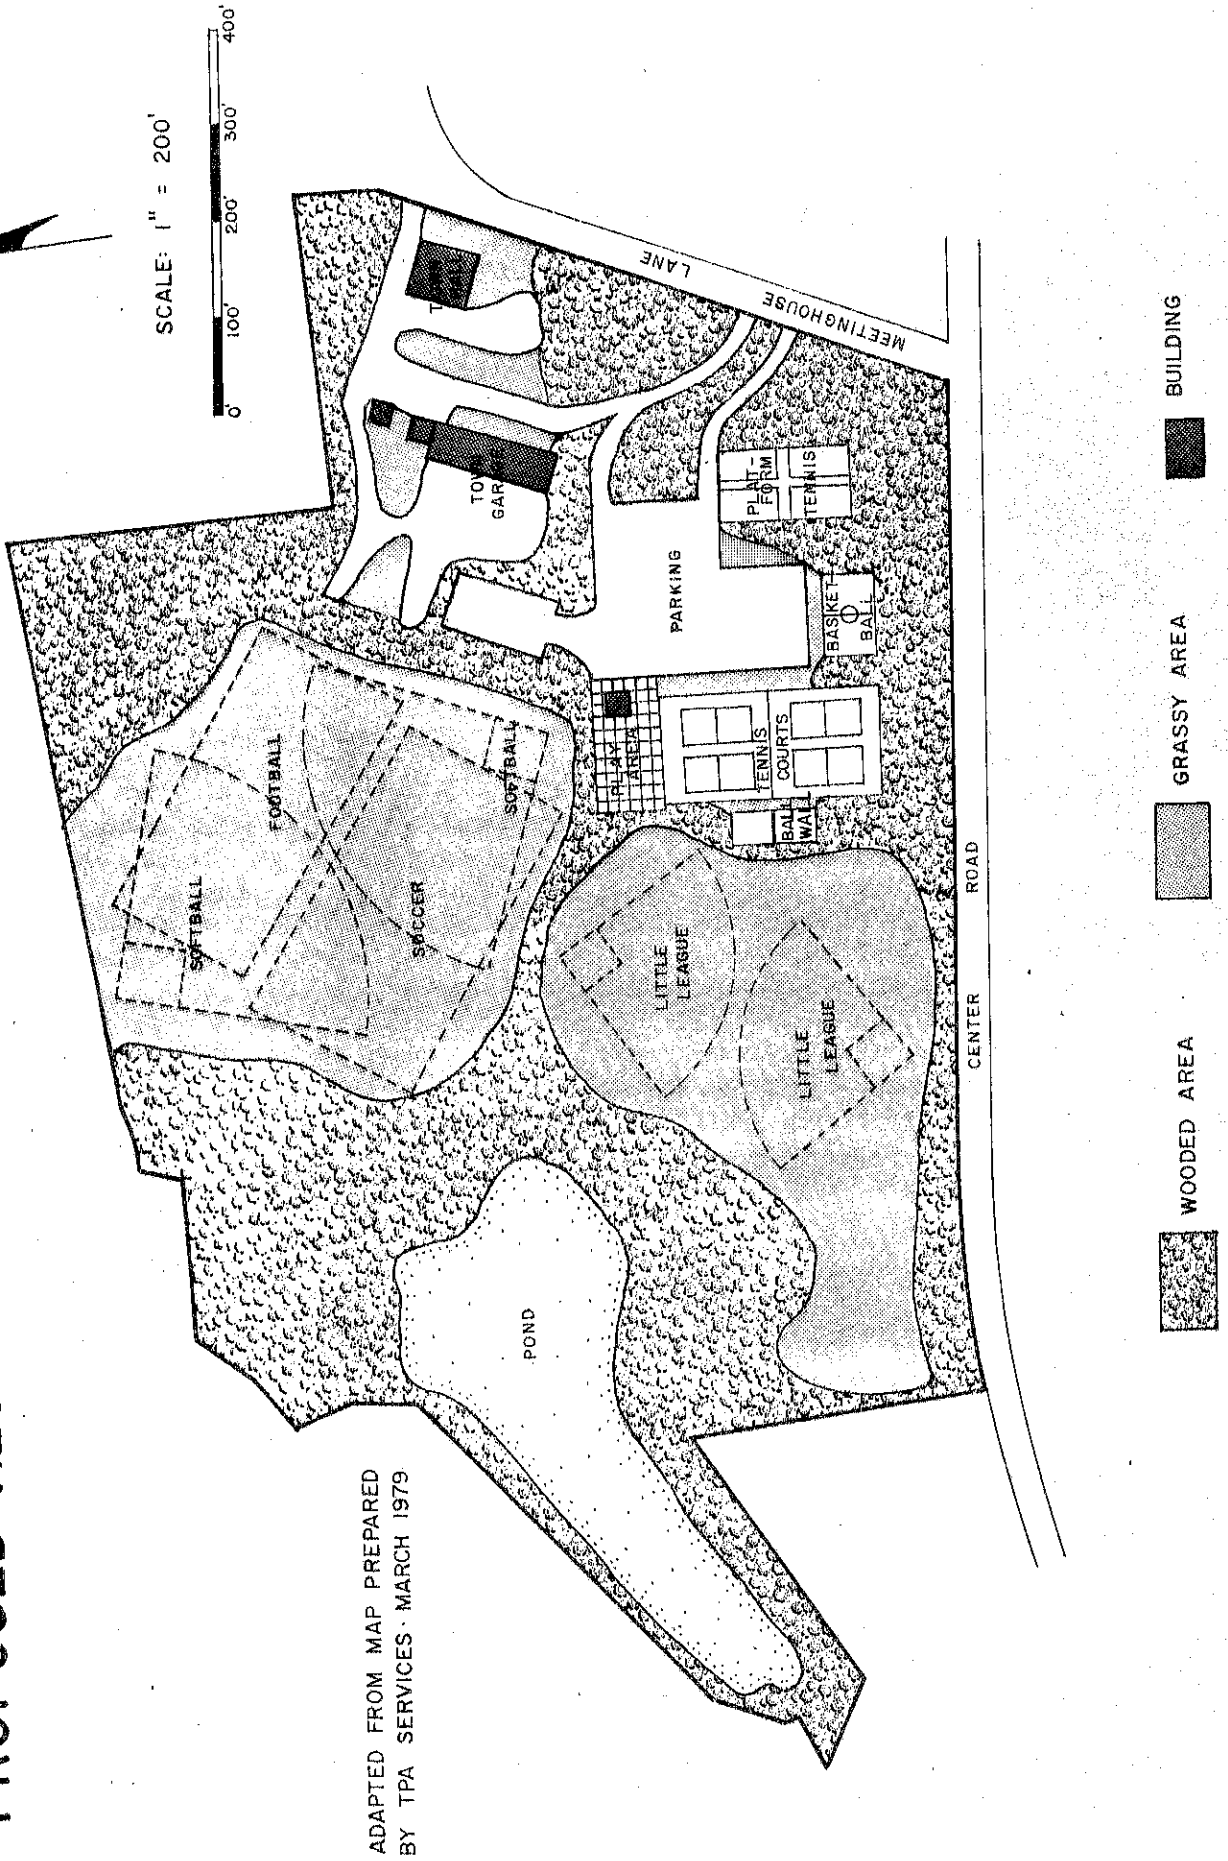 SCALE: 1" = 200'
0' 100' 200' 300' 400'
ADAPTED FROM MAP PREPARED
BY TPA SERVICES · MARCH 1979
SOFTBALL
FOOTBALL
SOCCER
SOFTBALL
TOWN
GARAGE
POND
LITTLE
LEAGUE
LITTLE
LEAGUE
PLAY
AREA
PARKING
TENNIS
COURTS
BALL
WALL
BASKET-
BALL
PLAT-
FORM
TENNIS
MEETINGHOUSE LANE
CENTER ROAD
WOODED AREA
GRASSY AREA
BUILDING